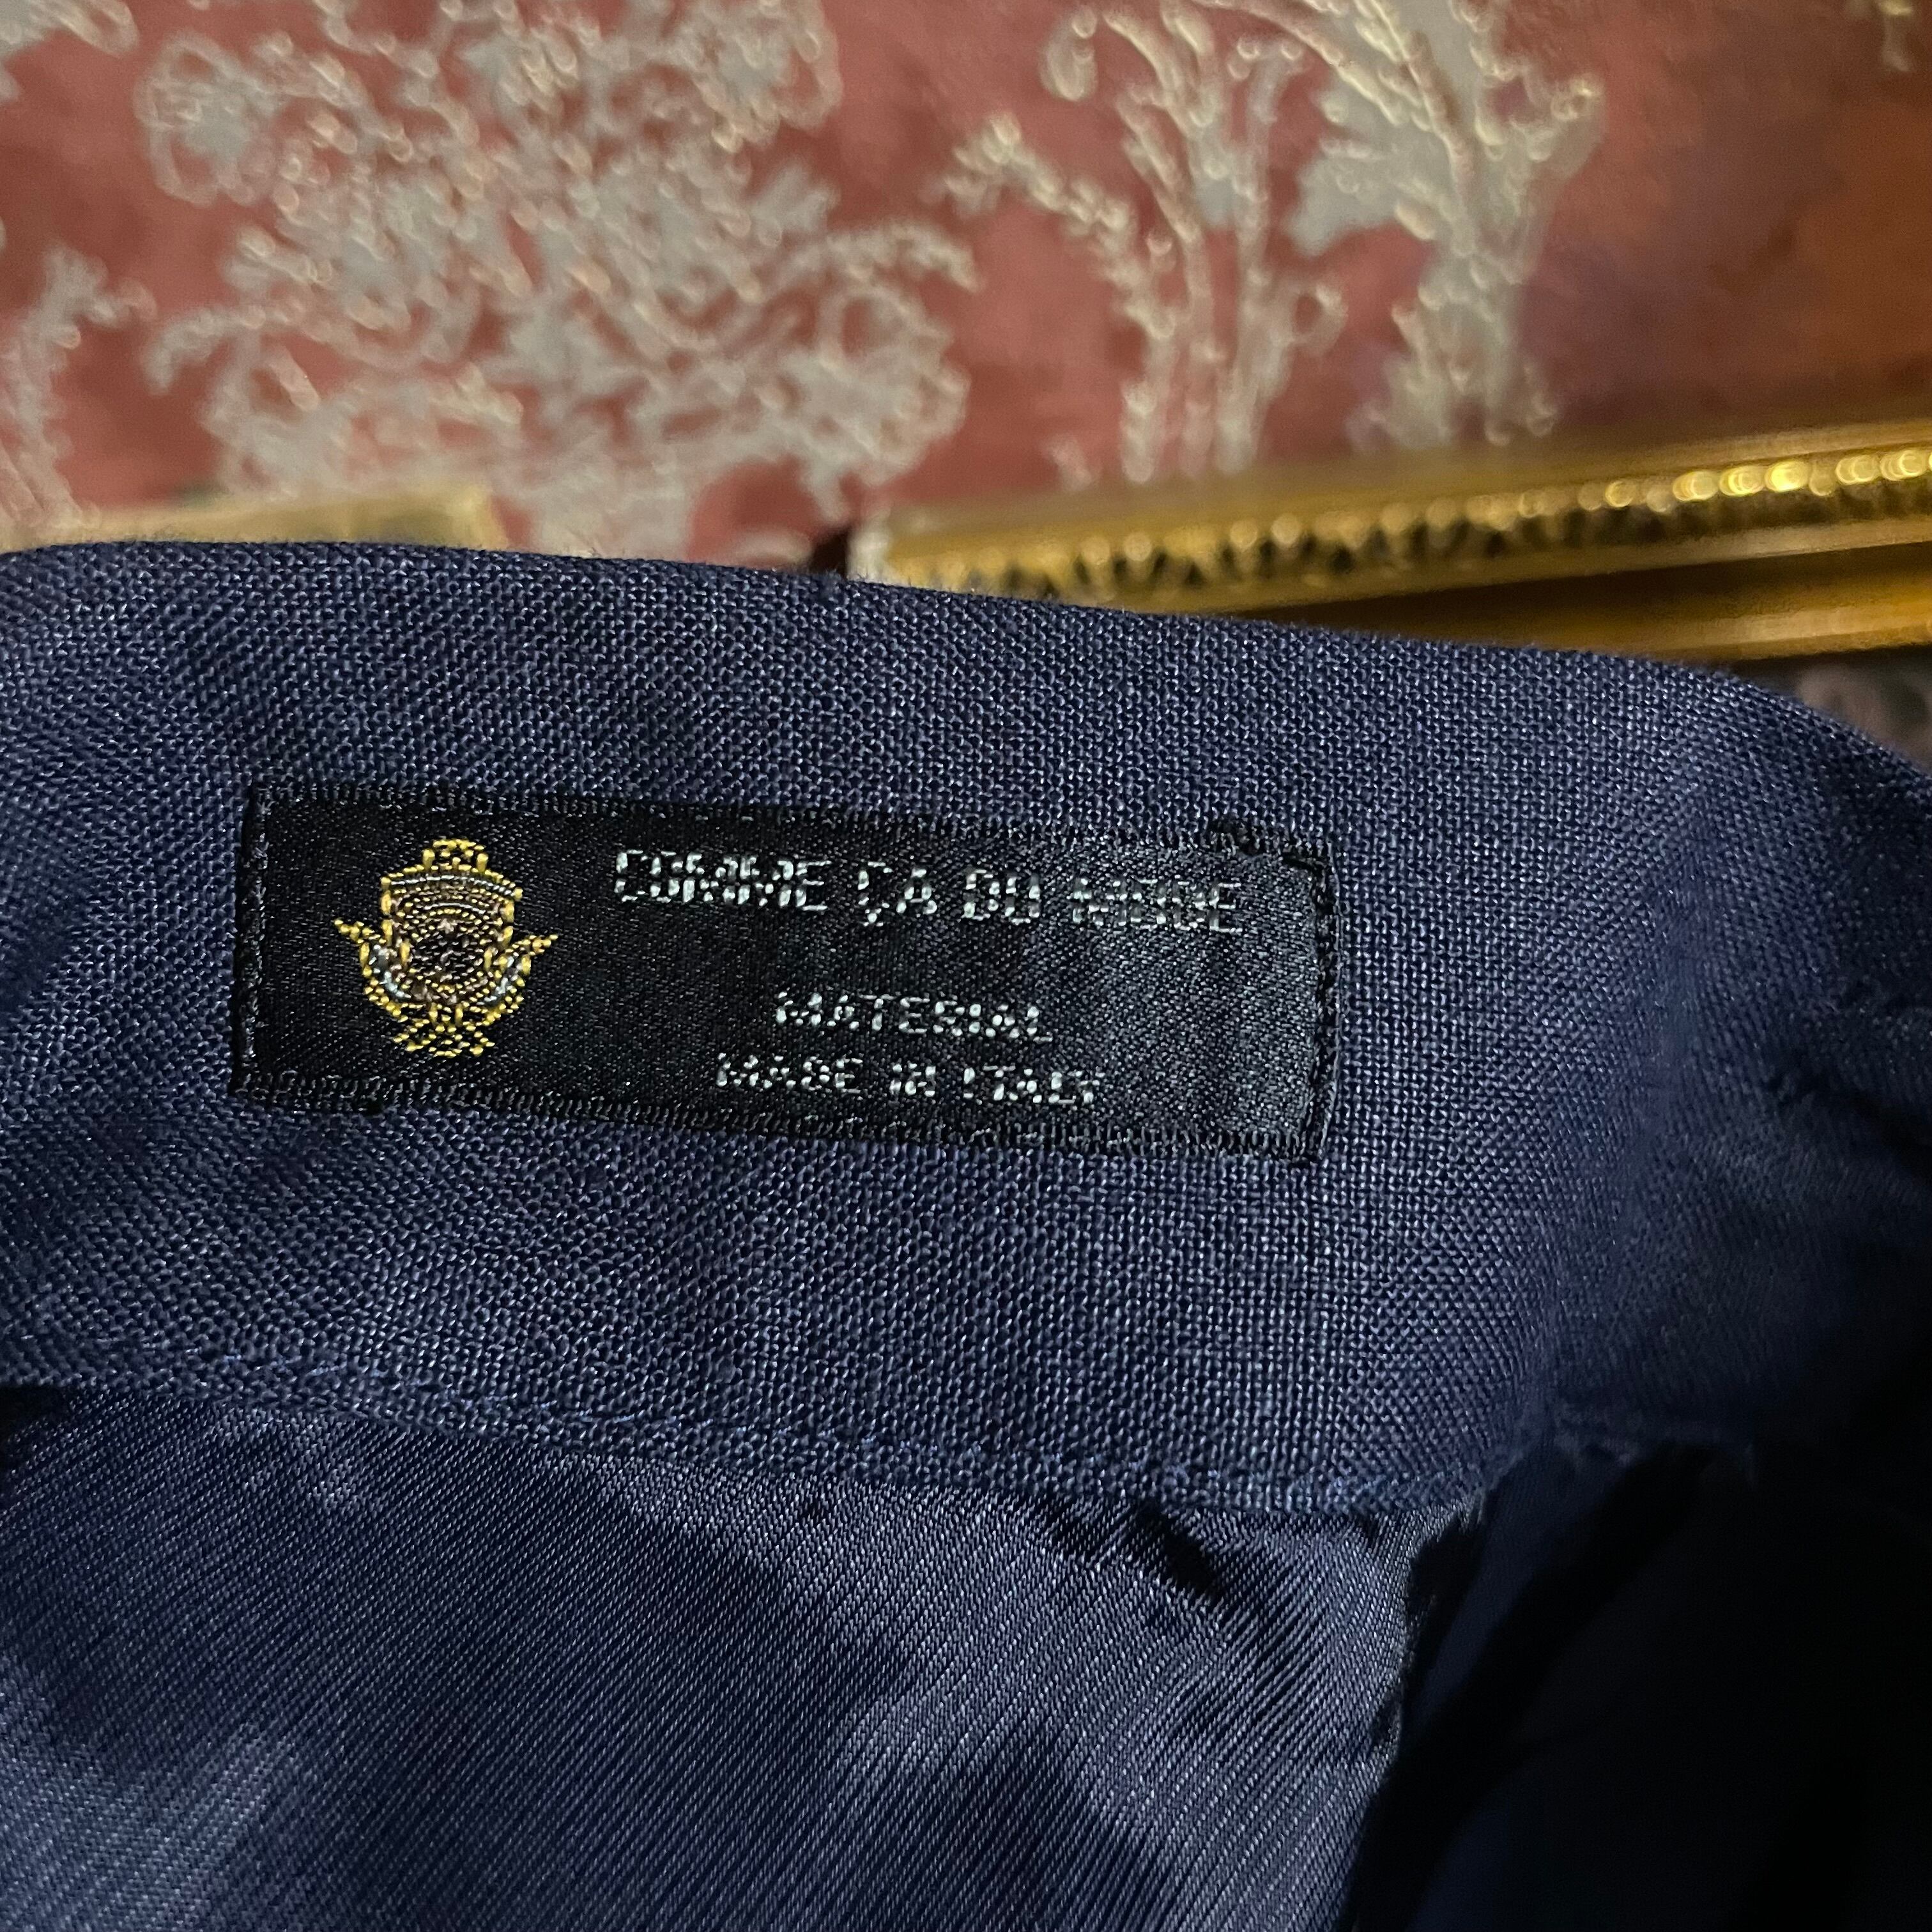 COMME ÇA DU MODE
MATERIAL
MADE IN ITALY